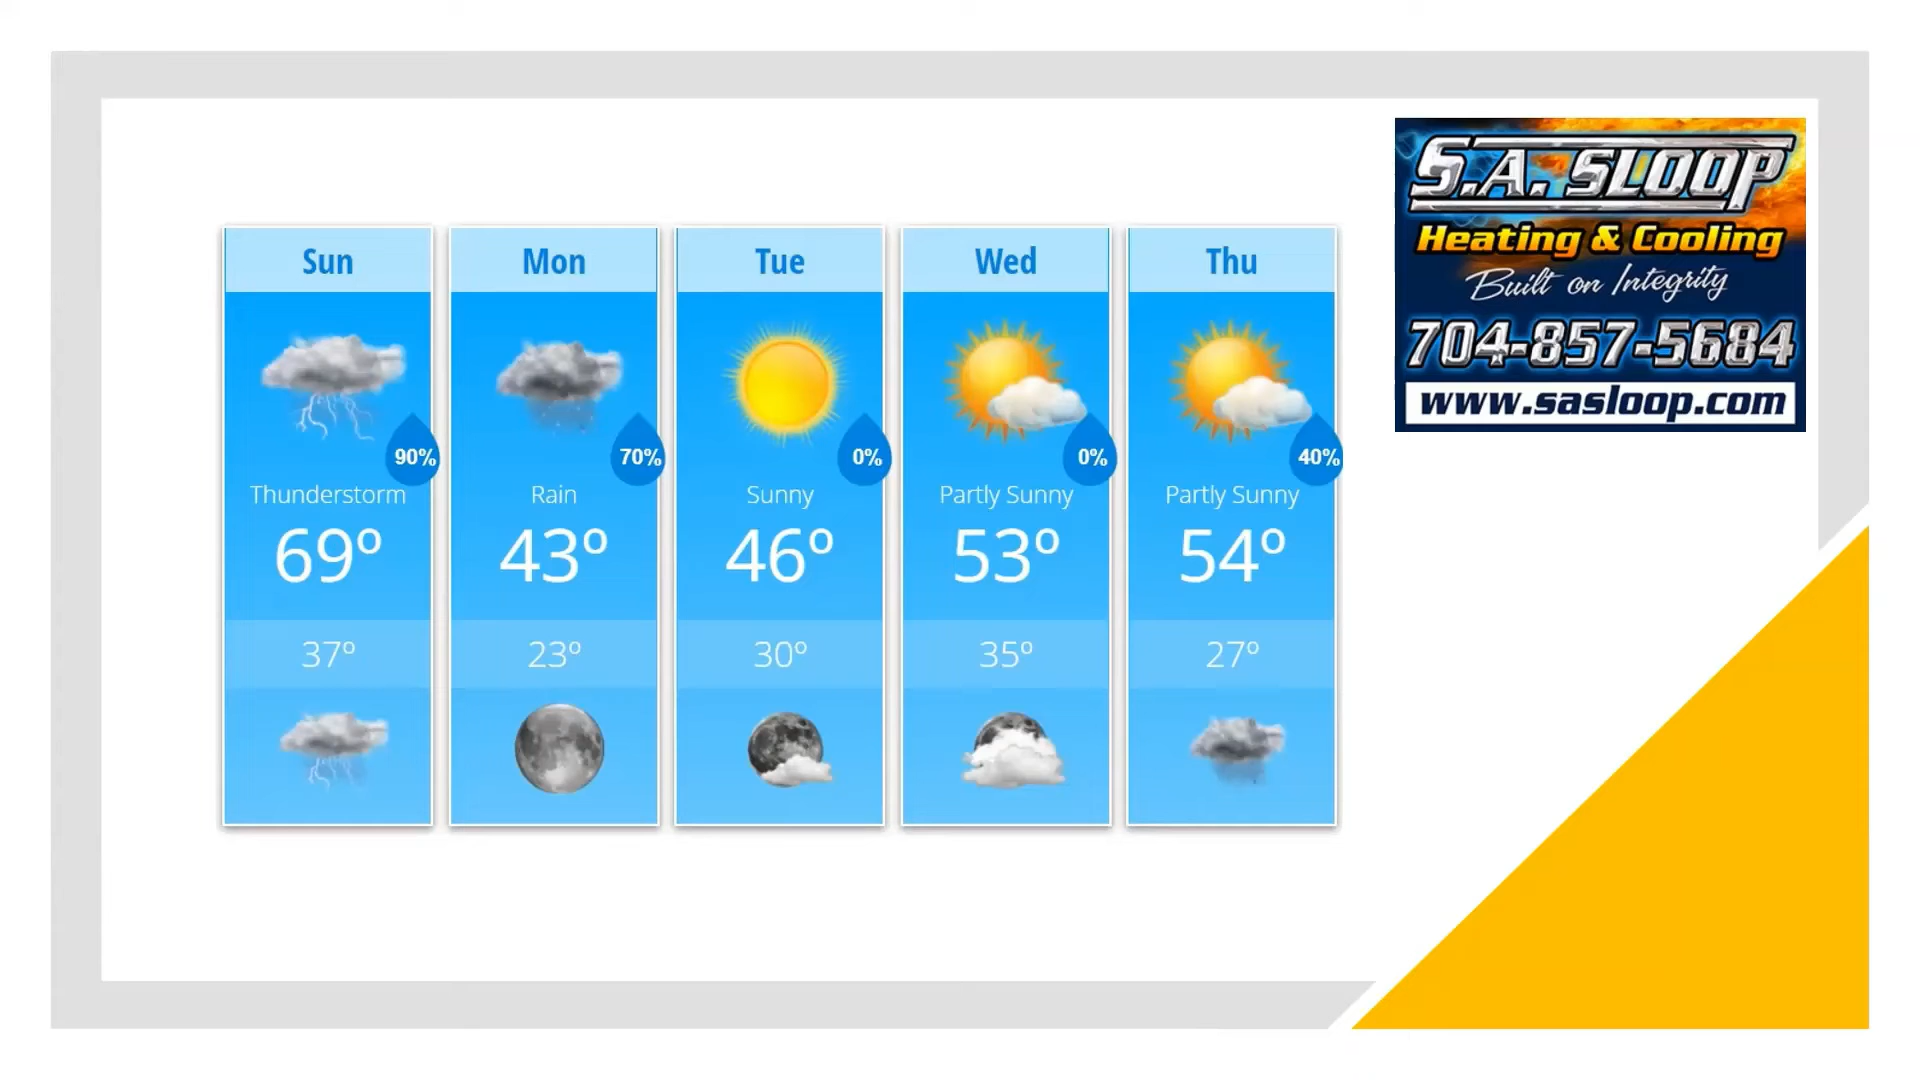 Sun
90%
Thunderstorm
69°
37°
Mon
70%
Rain
43°
23°
Tue
0%
Sunny
46°
30°
Wed
0%
Partly Sunny
53°
35°
Thu
40%
Partly Sunny
54°
27°
S.A. SLOOP
Heating & Cooling
Built on Integrity
704-857-5684
www.sasloop.com